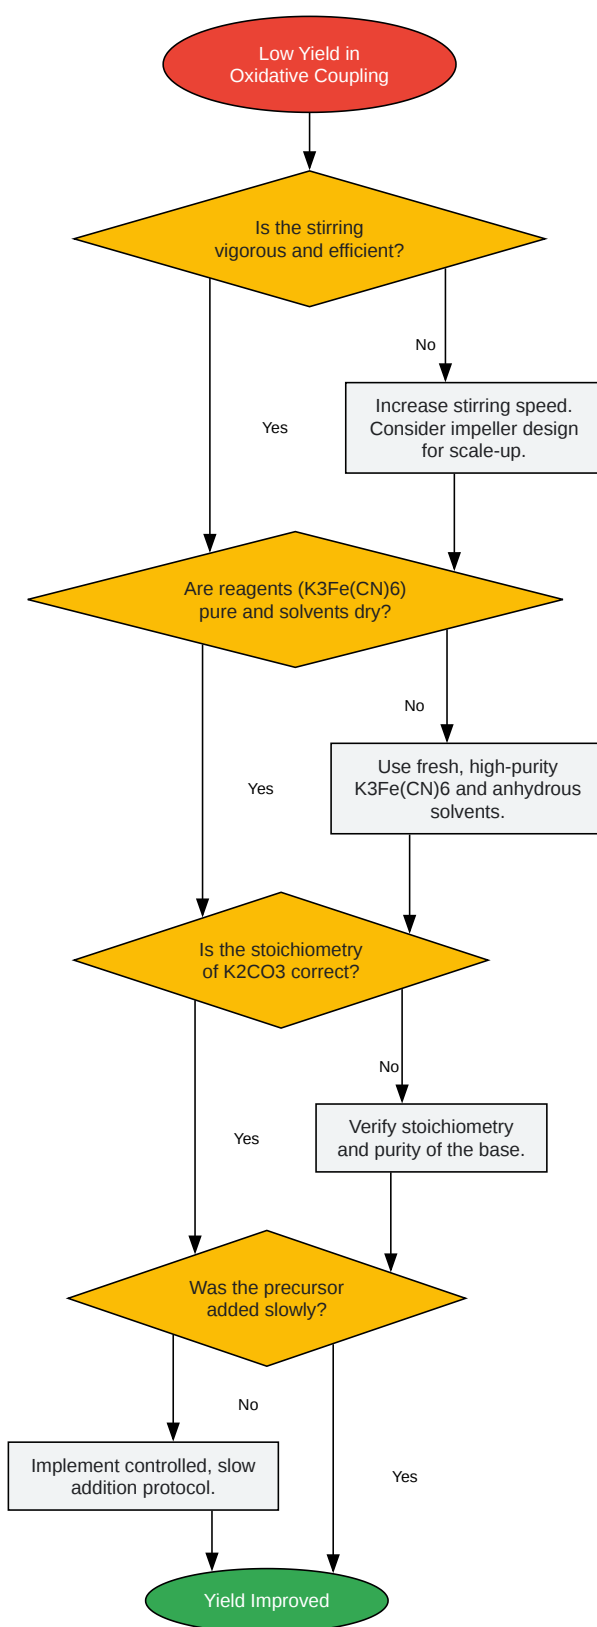 Low Yield in
Oxidative Coupling
Is the stirring
vigorous and efficient?
No
Increase stirring speed.
Consider impeller design
for scale-up.
Yes
Are reagents (K3Fe(CN)6)
pure and solvents dry?
No
Use fresh, high-purity
K3Fe(CN)6 and anhydrous
solvents.
Yes
Is the stoichiometry
of K2CO3 correct?
No
Verify stoichiometry
and purity of the base.
Yes
Was the precursor
added slowly?
No
Implement controlled, slow
addition protocol.
Yes
Yield Improved